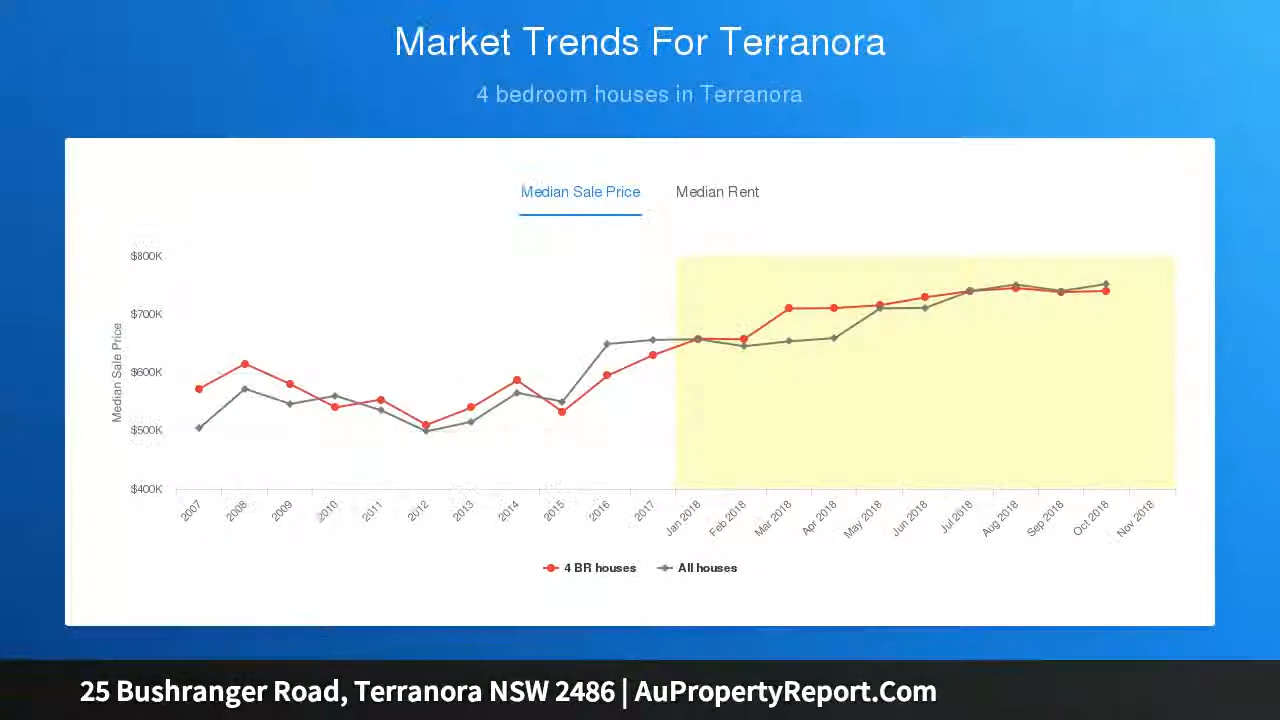 Market Trends For Terranora
4 bedroom houses in Terranora
Median Sale Price Median Rent
Median Sale Price
$800K
$700K
$600K
$500K
$400K
2007 2008 2009 2010 2011 2012 2013 2014 2015 2016 2017 Jan 2018 Feb 2018 Mar 2018 Apr 2018 May 2018 Jun 2018 Jul 2018 Aug 2018 Sep 2018 Oct 2018 Nov 2018
4 BR houses All houses
25 Bushranger Road, Terranora NSW 2486 | AuPropertyReport.Com